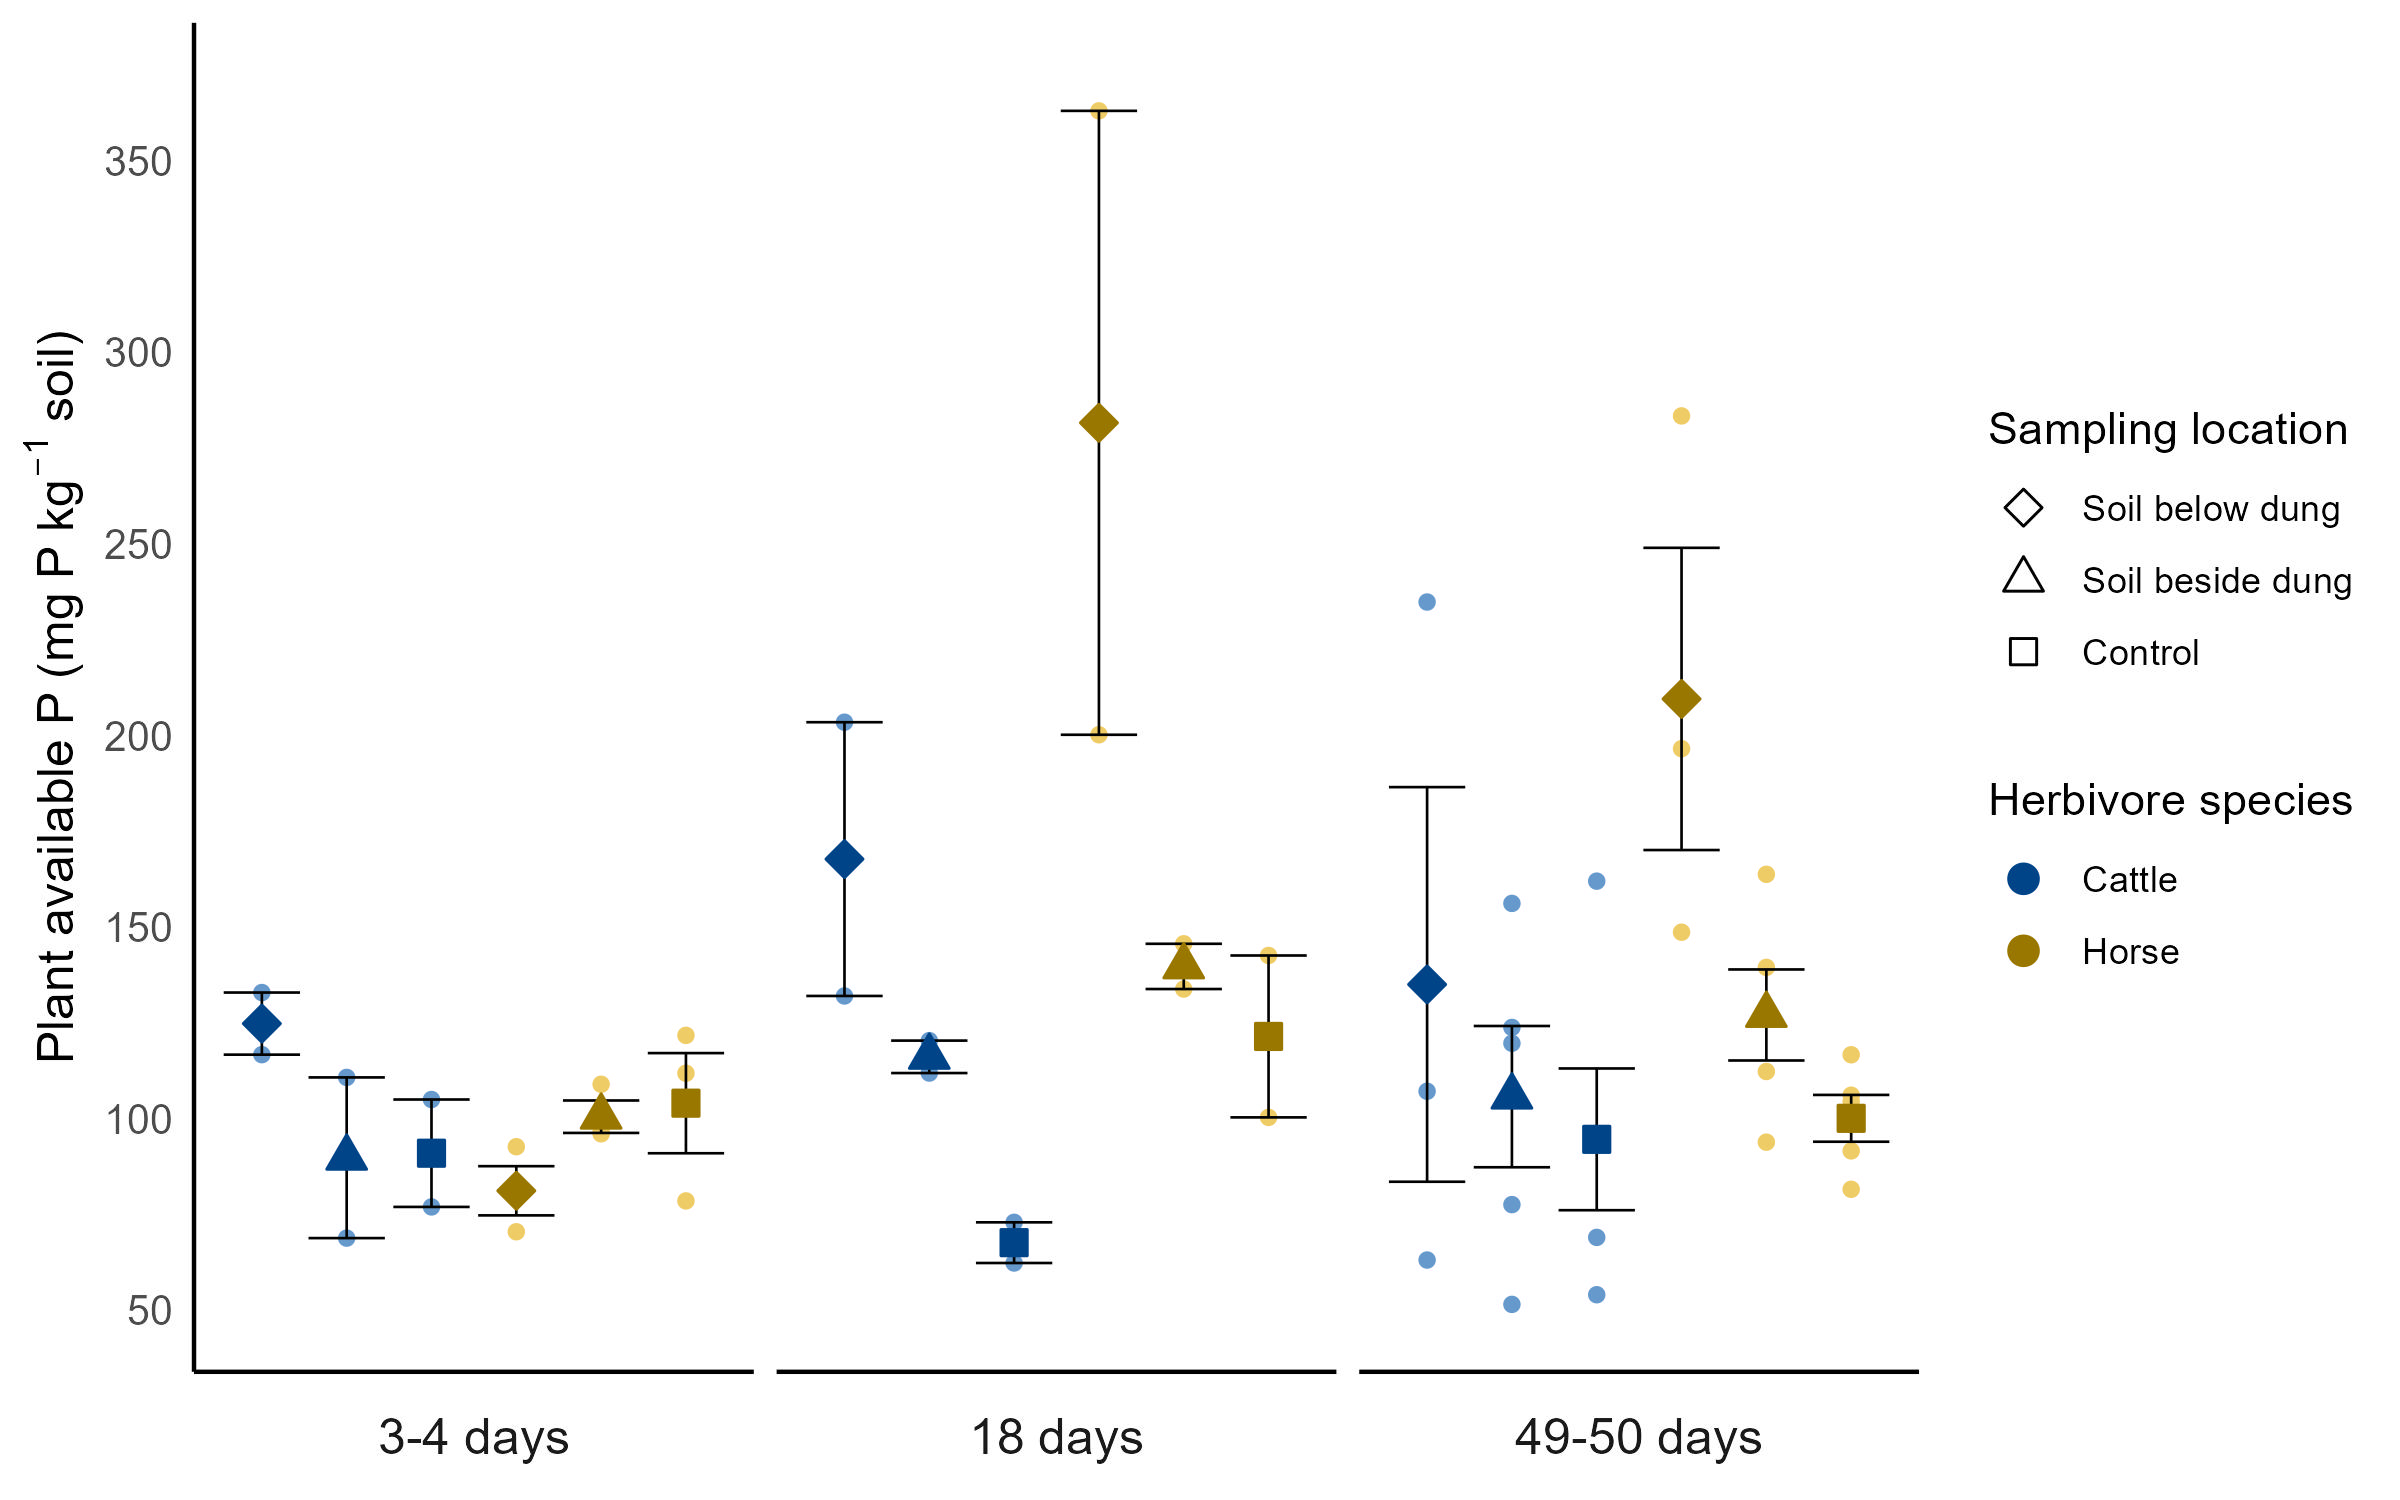 Plant available P (mg P kg⁻¹ soil)
350
300
250
200
150
100
50
3-4 days
18 days
49-50 days
Sampling location
Soil below dung
Soil beside dung
Control
Herbivore species
Cattle
Horse